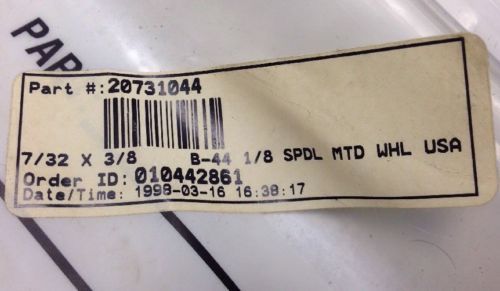 PAR
Part #:20731044
7/32 X 3/8 B-44 1/8 SPDL MTD WHL USA
Order ID:010442861
Date/Time: 1998-03-16 16:38:17